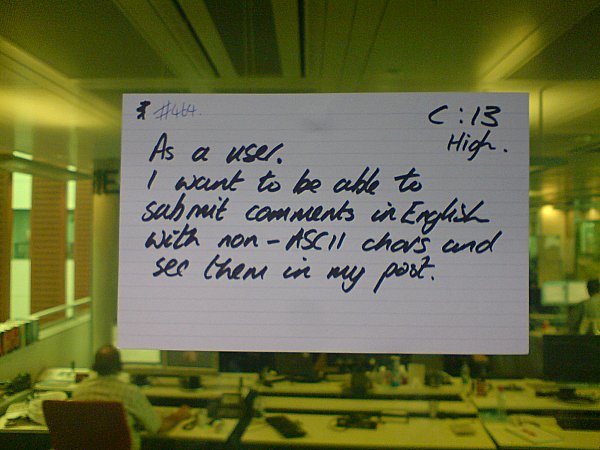 #464.
C:13
High.
As a user.
I want to be able to
submit comments in English
with non-ASCII chars and
see them in my post.